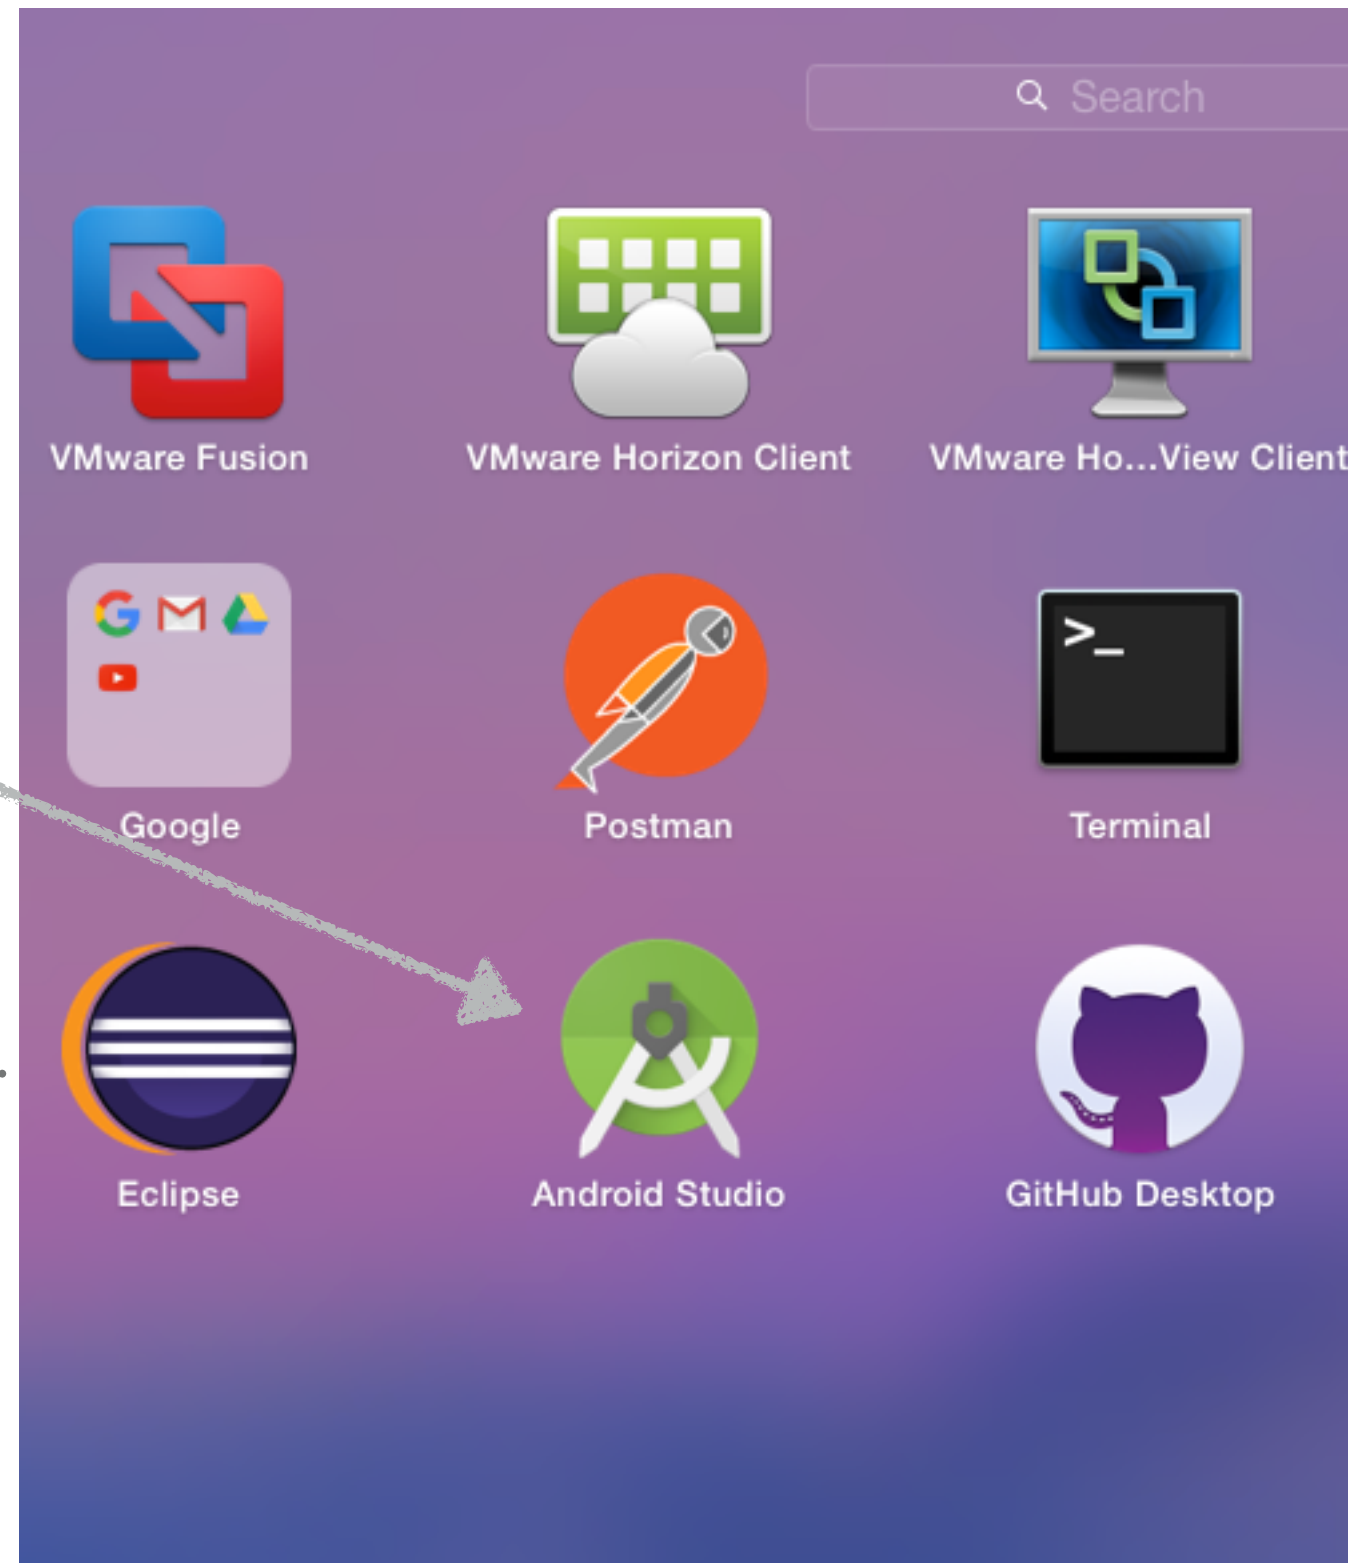 Search
VMware Fusion
VMware Horizon Client
VMware Ho...View Client
Google
Postman
>_
Terminal
Eclipse
Android Studio
GitHub Desktop